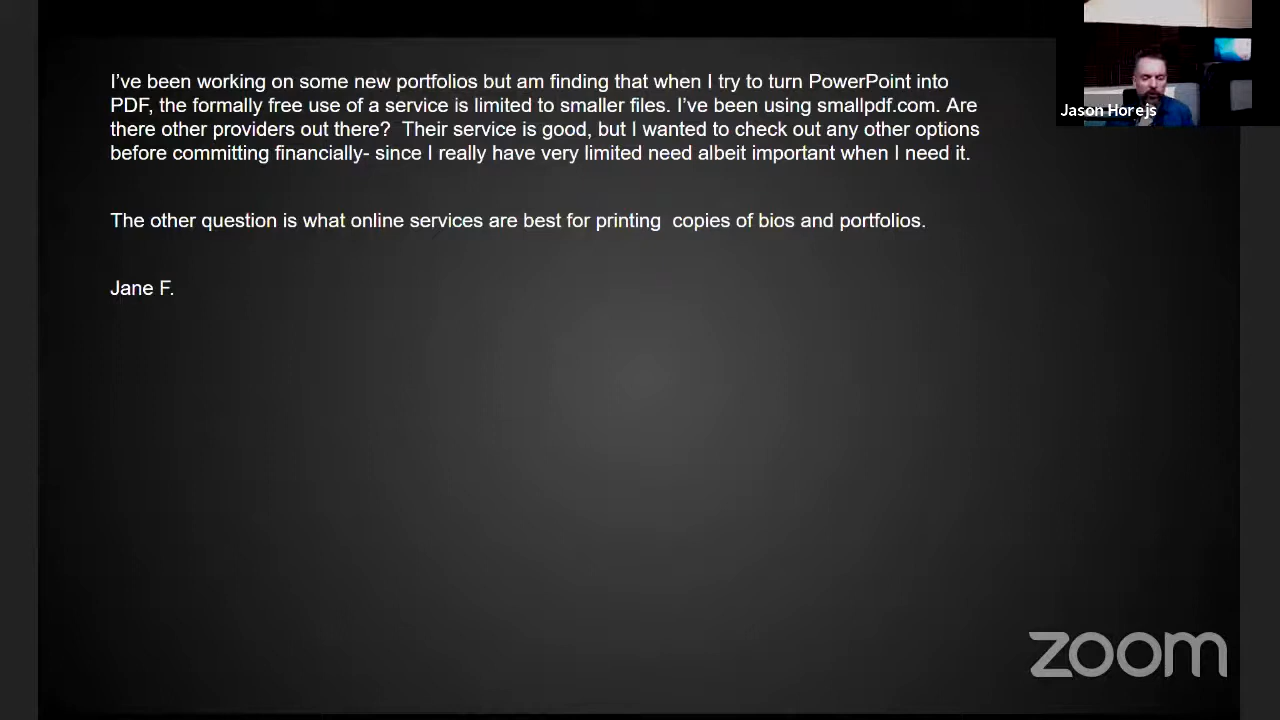 I've been working on some new portfolios but am finding that when I try to turn PowerPoint into
PDF, the formally free use of a service is limited to smaller files. I've been using smallpdf.com. Are
there other providers out there?  Their service is good, but I wanted to check out any other options
before committing financially- since I really have very limited need albeit important when I need it.
The other question is what online services are best for printing  copies of bios and portfolios.
Jane F.
Jason Horejs
zoom